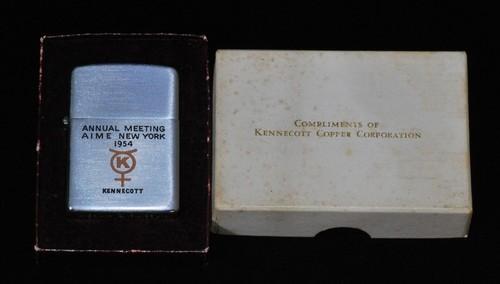 ANNUAL MEETING
AIME NEW YORK
1954
K
KENNECOTT
COMPLIMENTS OF
KENNECOTT COPPER CORPORATION